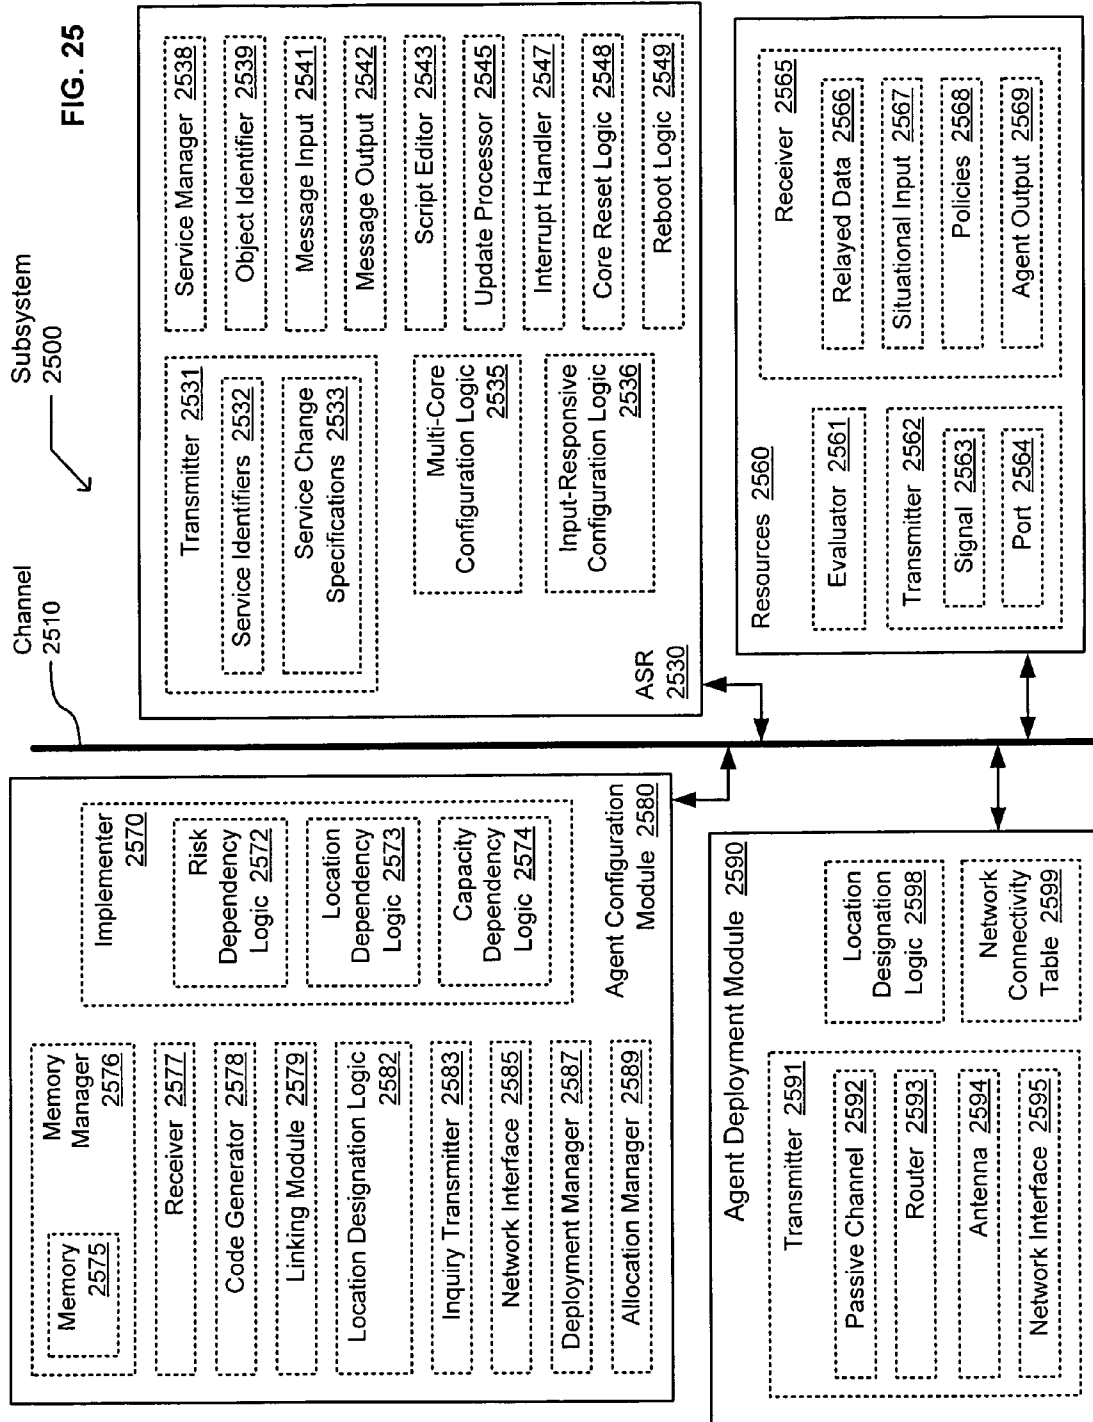 FIG. 25
Subsystem
2500
Channel
2510
Transmitter 2531
Service Identifiers 2532
Service Change
Specifications 2533
Multi-Core
Configuration Logic
2535
Input-Responsive
Configuration Logic
2536
ASR
2530
Service Manager 2538
Object Identifier 2539
Message Input 2541
Message Output 2542
Script Editor 2543
Update Processor 2545
Interrupt Handler 2547
Core Reset Logic 2548
Reboot Logic 2549
Resources 2560
Evaluator 2561
Transmitter 2562
Signal 2563
Port 2564
Receiver 2565
Relayed Data 2566
Situational Input 2567
Policies 2568
Agent Output 2569
Memory
2575
Memory
Manager
2576
Receiver 2577
Code Generator 2578
Linking Module 2579
Location Designation Logic
2582
Inquiry Transmitter 2583
Network Interface 2585
Deployment Manager 2587
Allocation Manager 2589
Implementer
2570
Risk
Dependency
Logic 2572
Location
Dependency
Logic 2573
Capacity
Dependency
Logic 2574
Agent Configuration
Module 2580
Agent Deployment Module 2590
Transmitter 2591
Passive Channel 2592
Router 2593
Antenna 2594
Network Interface 2595
Location
Designation
Logic 2598
Network
Connectivity
Table 2599